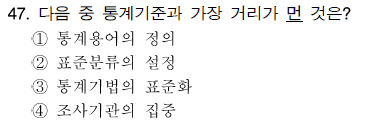 47. 다음 중 통계기준과 가장 거리가 먼 것은?
① 통계용어의 정의
② 표준분류의 설정
③ 통계기법의 표준화
④ 조사기관의 집중